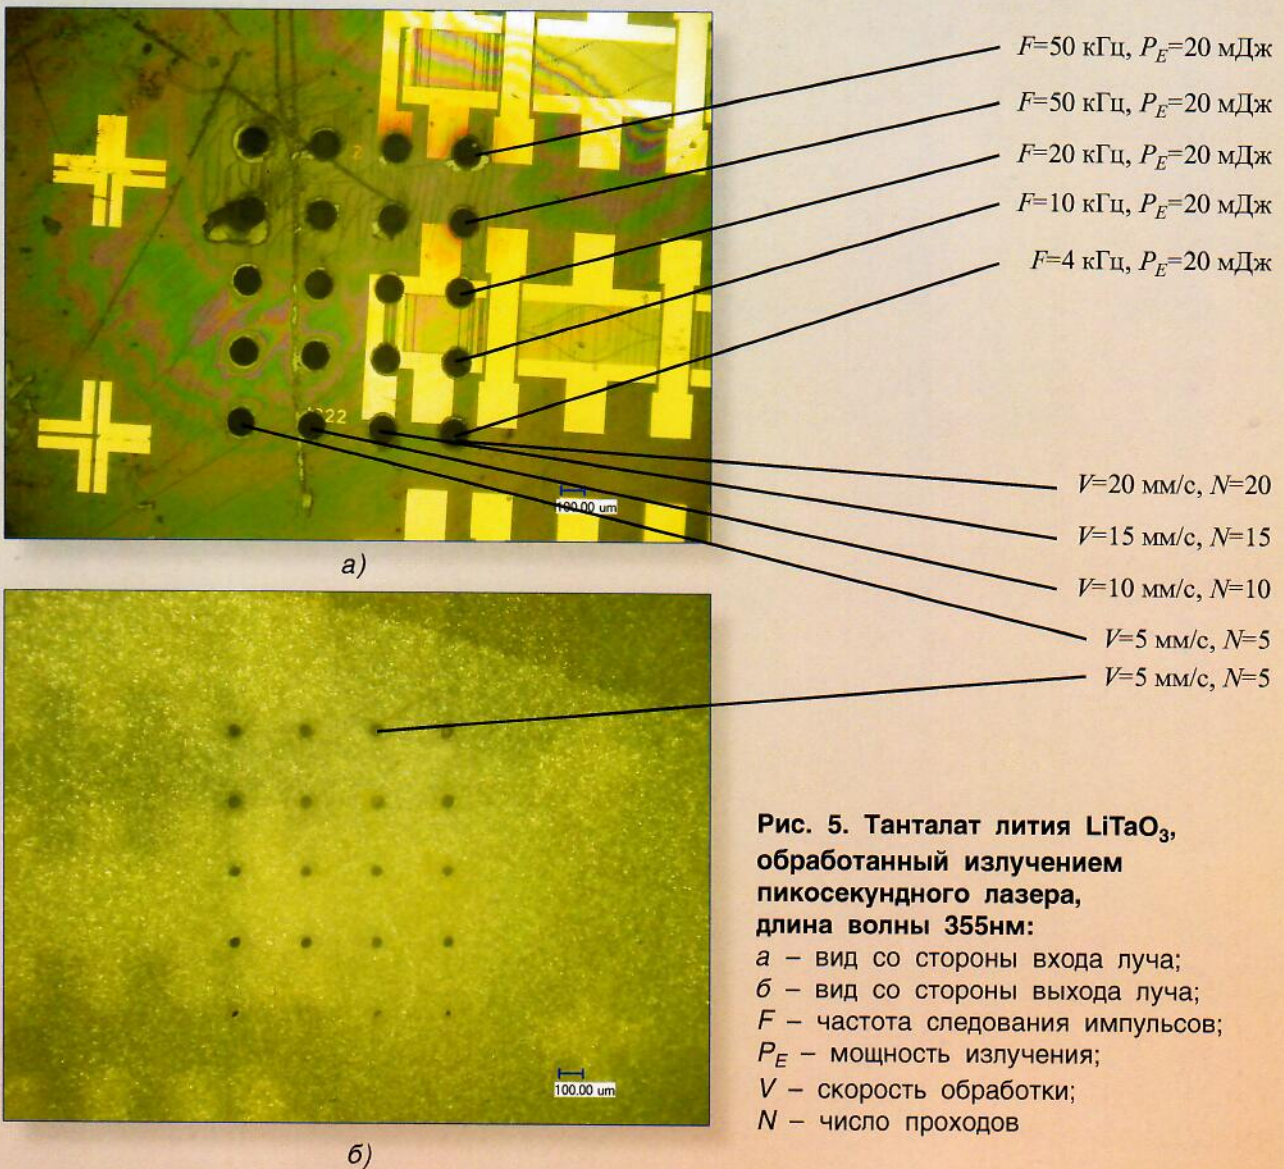 F=50 кГц, PE=20 мДж
F=50 кГц, PE=20 мДж
F=20 кГц, PE=20 мДж
F=10 кГц, PE=20 мДж
F=4 кГц, PE=20 мДж
2
22
100.00 um
V=20 мм/с, N=20
V=15 мм/с, N=15
V=10 мм/с, N=10
V=5 мм/с, N=5
V=5 мм/с, N=5
а)
100.00 um
б)
Рис. 5. Танталат лития LiTaO3,
обработанный излучением
пикосекундного лазера,
длина волны 355нм:
а – вид со стороны входа луча;
б – вид со стороны выхода луча;
F – частота следования импульсов;
PE – мощность излучения;
V – скорость обработки;
N – число проходов